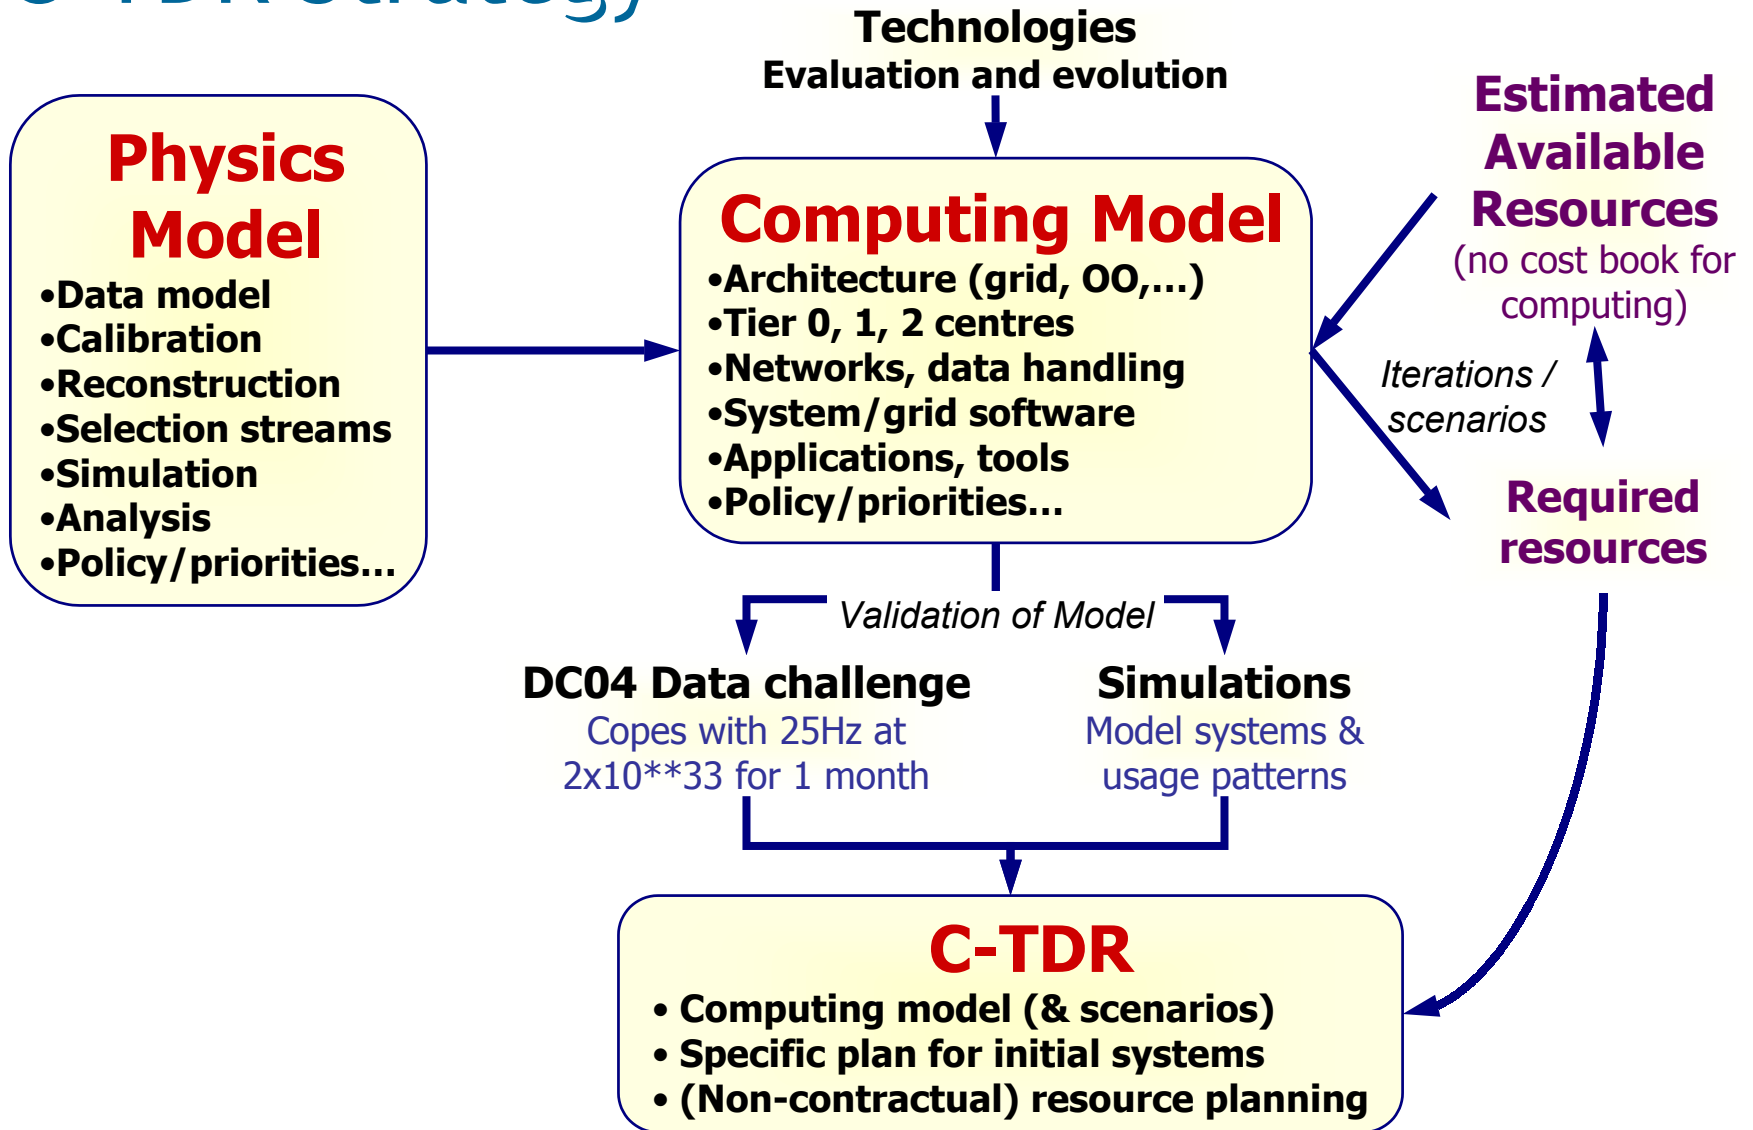 C-TDR Strategy
Technologies
Evaluation and evolution
Physics
Model
•Data model
•Calibration
•Reconstruction
•Selection streams
•Simulation
•Analysis
•Policy/priorities...
Computing Model
•Architecture (grid, OO,...)
•Tier 0, 1, 2 centres
•Networks, data handling
•System/grid software
•Applications, tools
•Policy/priorities...
Estimated
Available
Resources
(no cost book for
computing)
Iterations /
scenarios
Required
resources
Validation of Model
DC04 Data challenge
Copes with 25Hz at
2x10**33 for 1 month
Simulations
Model systems &
usage patterns
C-TDR
• Computing model (& scenarios)
• Specific plan for initial systems
• (Non-contractual) resource planning